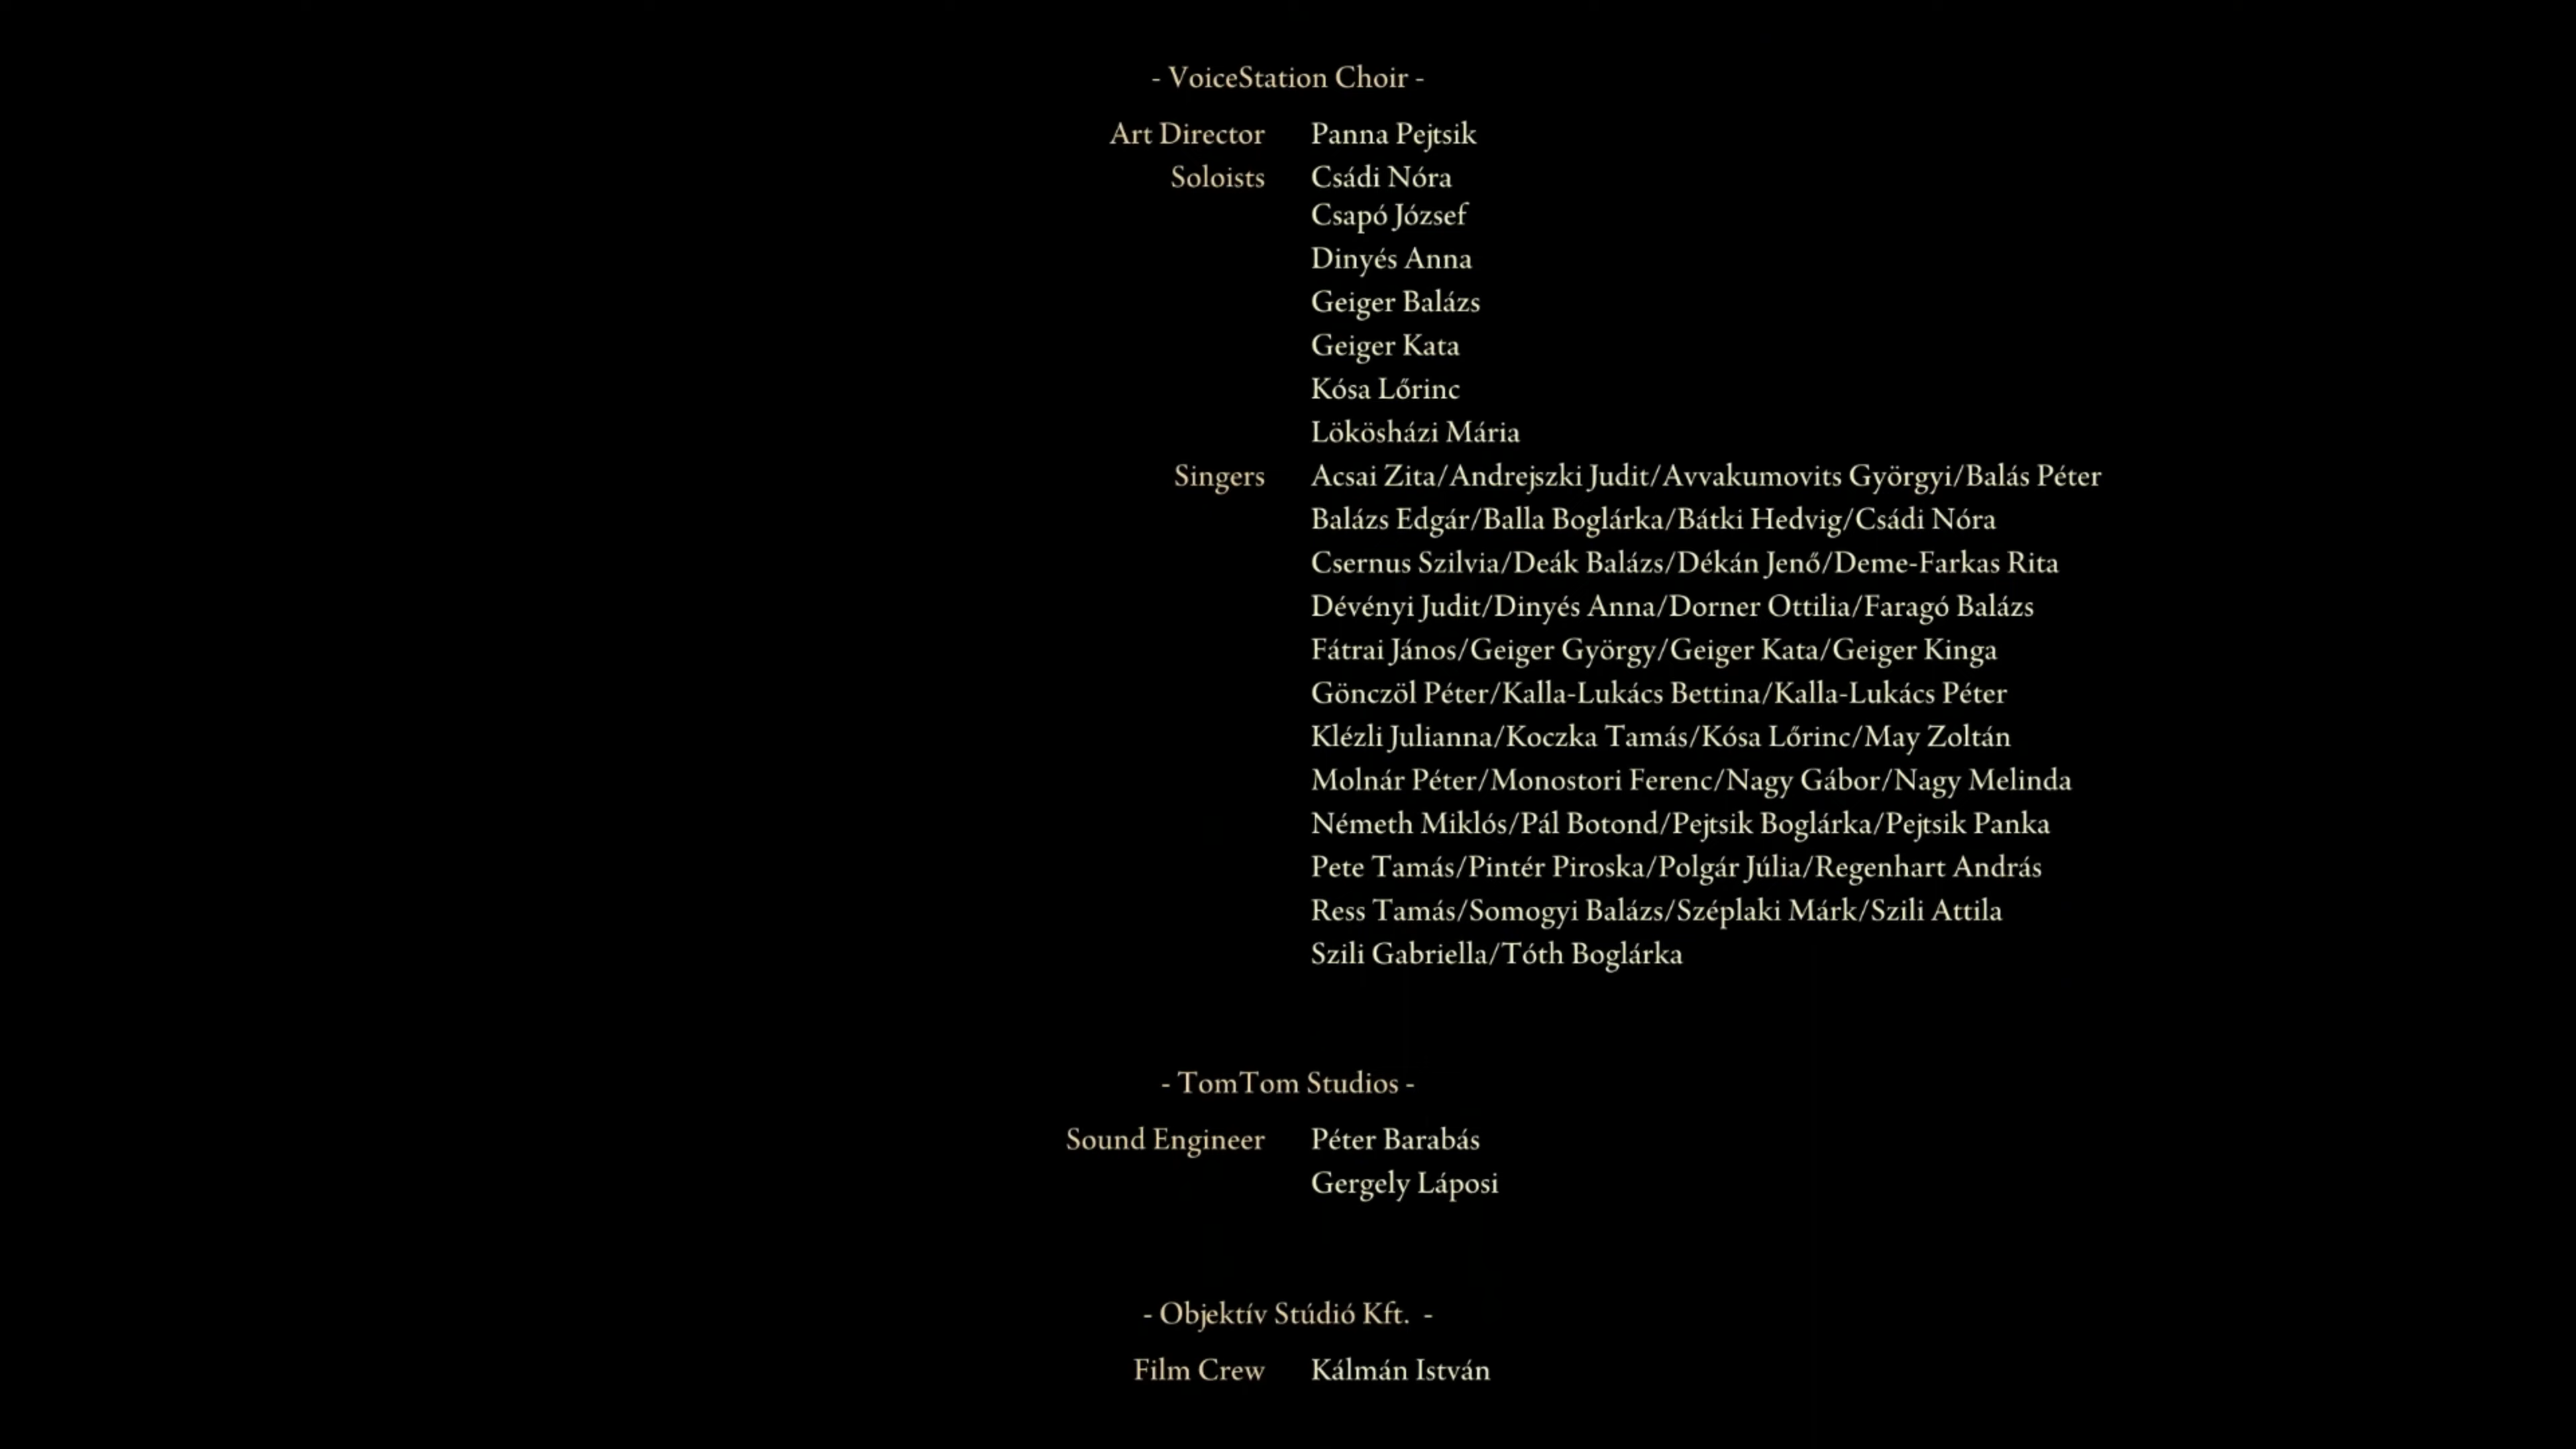 - VoiceStation Choir -
Art Director Panna Pejtsik
Soloists Csádi Nóra
Csapó József
Dinyés Anna
Geiger Balázs
Geiger Kata
Kósa Lőrinc
Lökösházi Mária
Singers Acsai Zita/Andrejszki Judit/Avvakumovits Györgyi/Balás Péter
Balázs Edgár/Balla Boglárka/Bátki Hedvig/Csádi Nóra
Csernus Szilvia/Deák Balázs/Dékán Jenő/Deme-Farkas Rita
Dévényi Judit/Dinyés Anna/Dorner Ottilia/Faragó Balázs
Fátrai János/Geiger György/Geiger Kata/Geiger Kinga
Gönczöl Péter/Kalla-Lukács Bettina/Kalla-Lukács Péter
Klézli Julianna/Koczka Tamás/Kósa Lőrinc/May Zoltán
Molnár Péter/Monostori Ferenc/Nagy Gábor/Nagy Melinda
Németh Miklós/Pál Botond/Pejtsik Boglárka/Pejtsik Panka
Pete Tamás/Pintér Piroska/Polgár Júlia/Regenhart András
Ress Tamás/Somogyi Balázs/Széplaki Márk/Szili Attila
Szili Gabriella/Tóth Boglárka
- TomTom Studios -
Sound Engineer Péter Barabás
Gergely Láposi
- Objektív Stúdió Kft. -
Film Crew Kálmán István